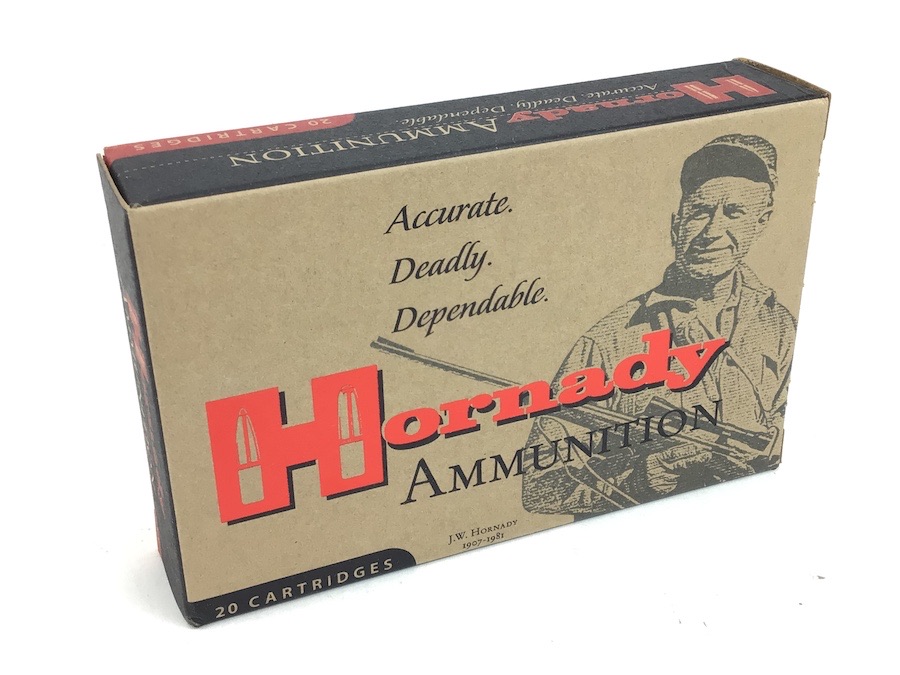 Hornady
Accurate. Deadly. Dependable.
AMMUNITION
20 CARTRIDGES
Accurate.
Deadly.
Dependable.
Hornady
AMMUNITION
J.W. HORNADY
1907-1981
20 CARTRIDGES